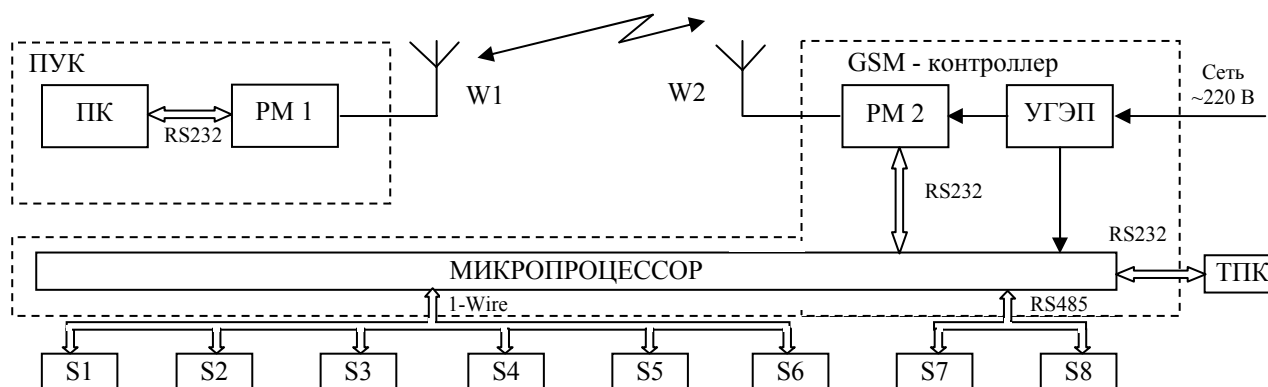 ПУК
ПК
RS232
РМ 1
W1
W2
GSM - контроллер
РМ 2
УГЭП
Сеть
~220 В
RS232
RS232
МИКРОПРОЦЕССОР
ТПК
1-Wire
RS485
S1
S2
S3
S4
S5
S6
S7
S8